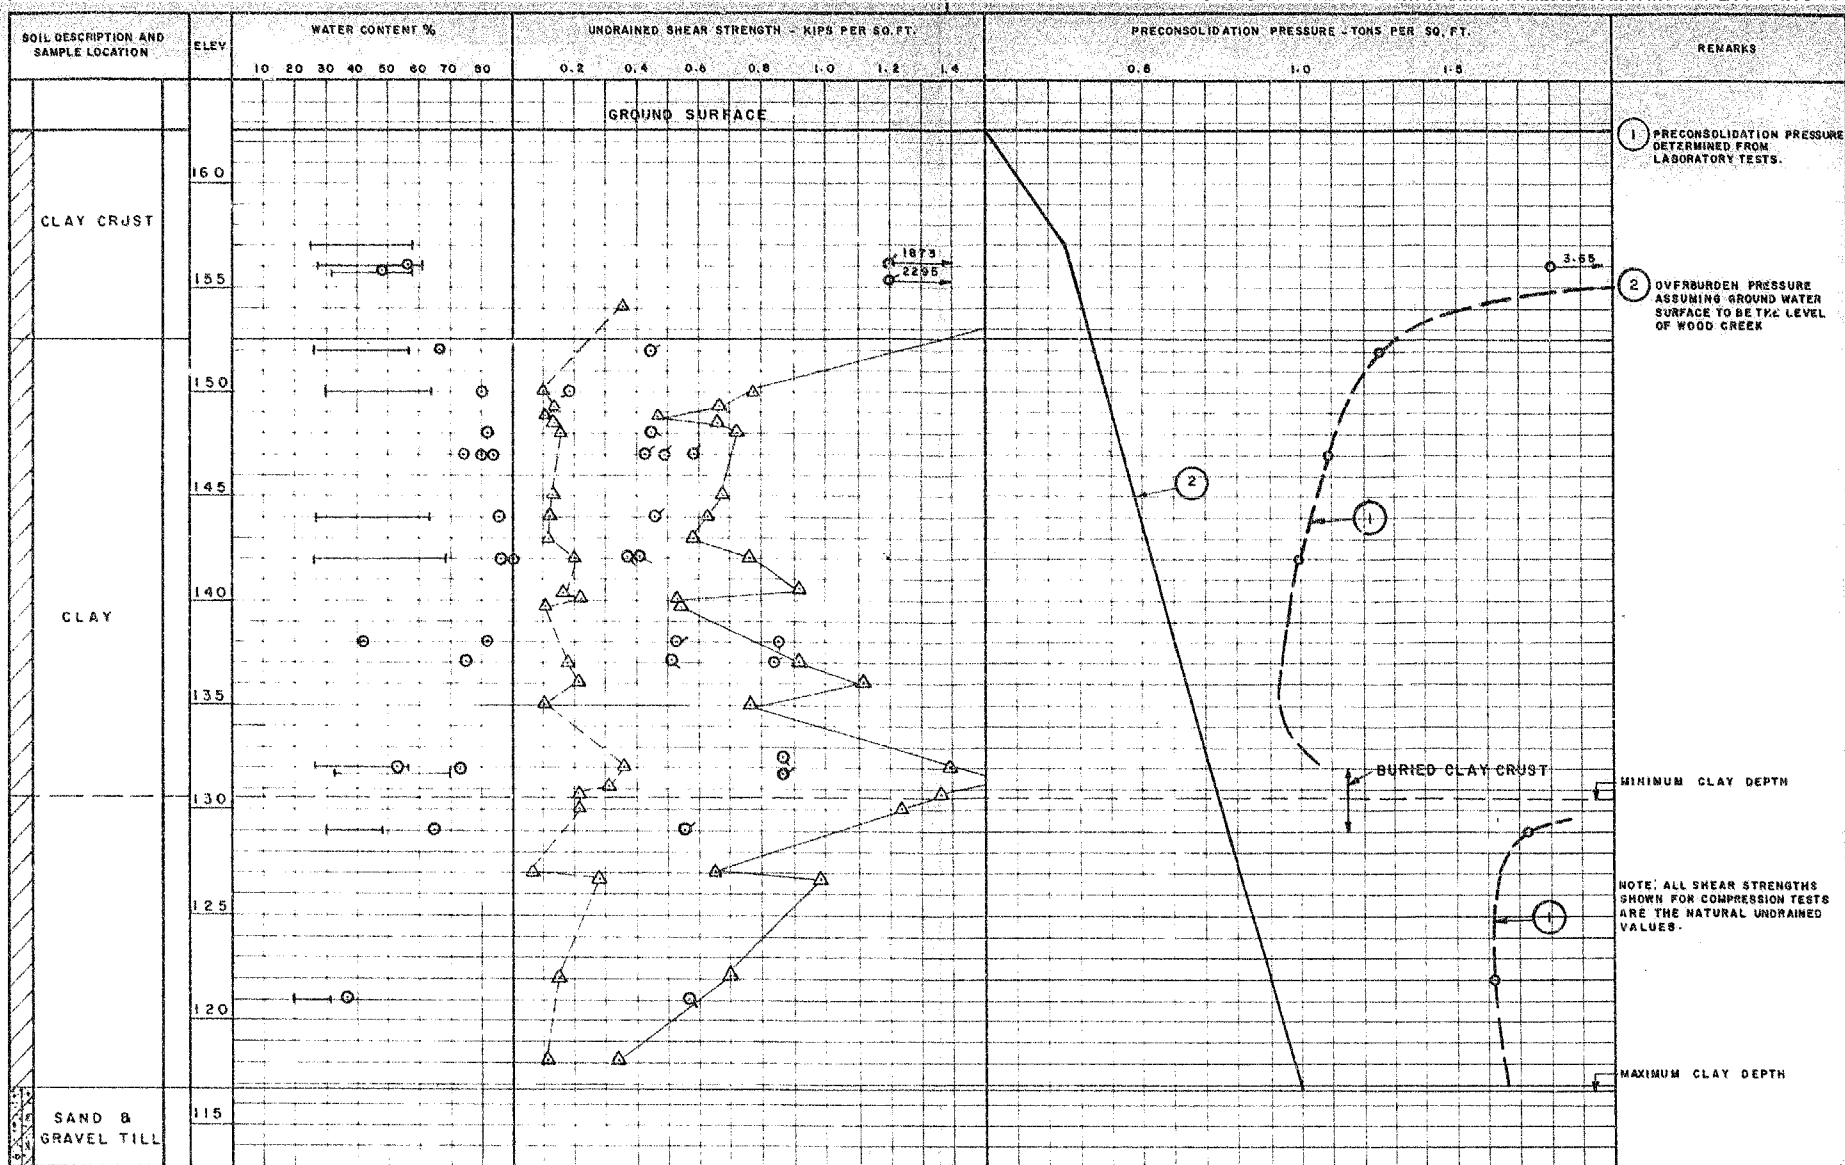 SOIL DESCRIPTION AND
SAMPLE LOCATION
ELEV
WATER CONTENT %
UNDRAINED SHEAR STRENGTH - KIPS PER SQ. FT.
PRECONSOLIDATION PRESSURE - TONS PER SQ. FT.
REMARKS
10 20 30 40 50 60 70 80
0.2 0.4 0.6 0.8 1.0 1.2 1.4
1.0
GROUND SURFACE
1 PRECONSOLIDATION PRESSURE
DETERMINED FROM
LABORATORY TESTS.
160
CLAY CRUST
1873
2295
3.65
155
2 OVERBURDEN PRESSURE
ASSUMING GROUND WATER
SURFACE TO BE THE LEVEL
OF WOOD CREEK
150
145
2
1
140
CLAY
135
BURIED CLAY CRUST
MINIMUM CLAY DEPTH
130
NOTE: ALL SHEAR STRENGTHS
SHOWN FOR COMPRESSION TESTS
ARE THE NATURAL UNDRAINED
VALUES.
125
1
120
MAXIMUM CLAY DEPTH
115
SAND &
GRAVEL TILL